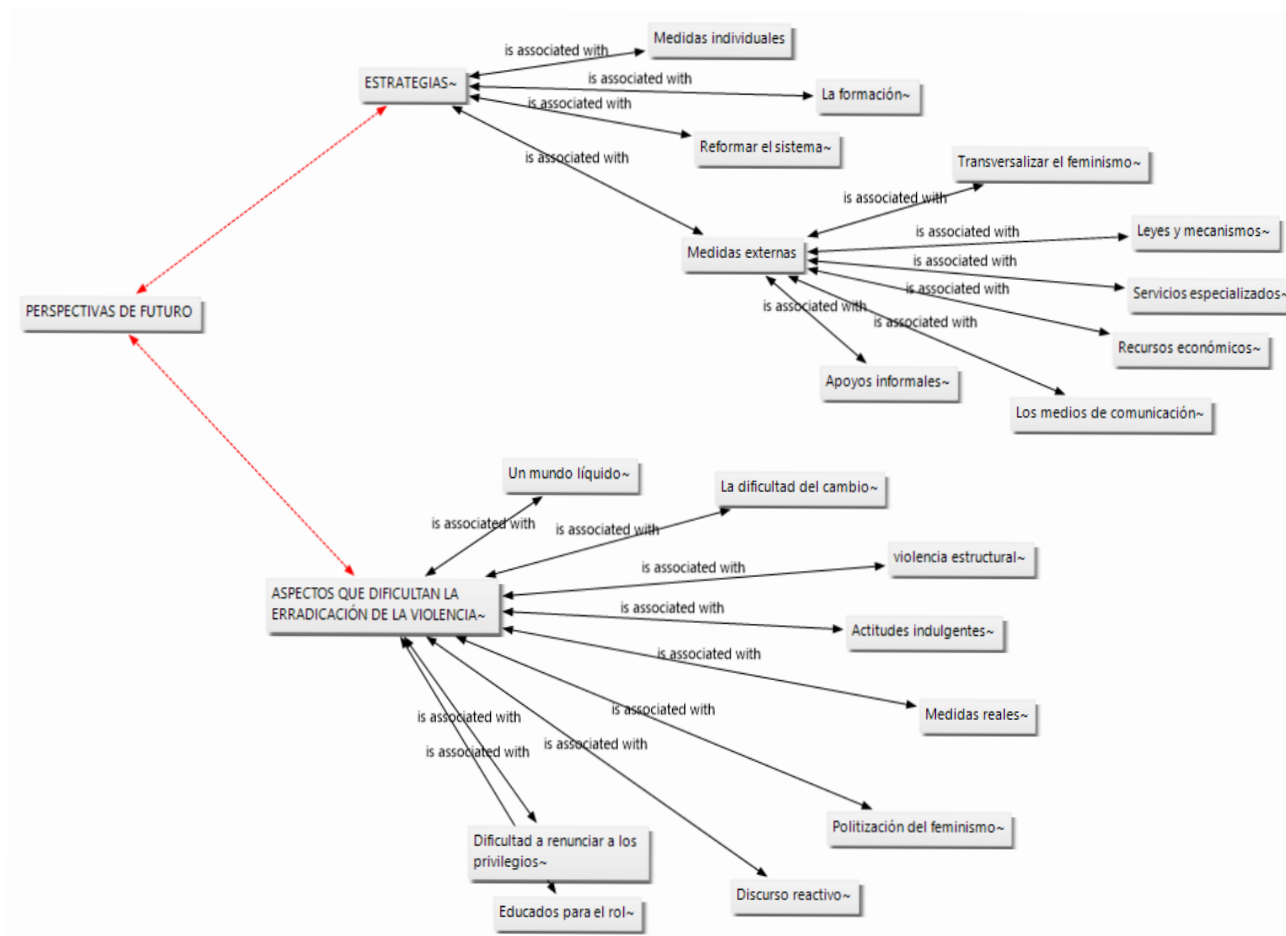 Medidas individuales
is associated with
ESTRATEGIAS~
is associated with
La formación~
is associated with
Reformar el sistema~
is associated with
Transversalizar el feminismo~
is associated with
Leyes y mecanismos~
is associated with
Medidas externas
is associated with
Servicios especializados~
is associated with
is associated with
is associated with
Recursos económicos~
Apoyos informales~
Los medios de comunicación~
PERSPECTIVAS DE FUTURO
Un mundo líquido~
La dificultad del cambio~
is associated with
is associated with
violencia estructural~
ASPECTOS QUE DIFICULTAN LA
ERRADICACIÓN DE LA VIOLENCIA~
is associated with
is associated with
Actitudes indulgentes~
is associated with
Medidas reales~
is associated with
is associated with
is associated with
is associated with
Politización del feminismo~
Dificultad a renunciar a los
privilegios~
Discurso reactivo~
Educados para el rol~